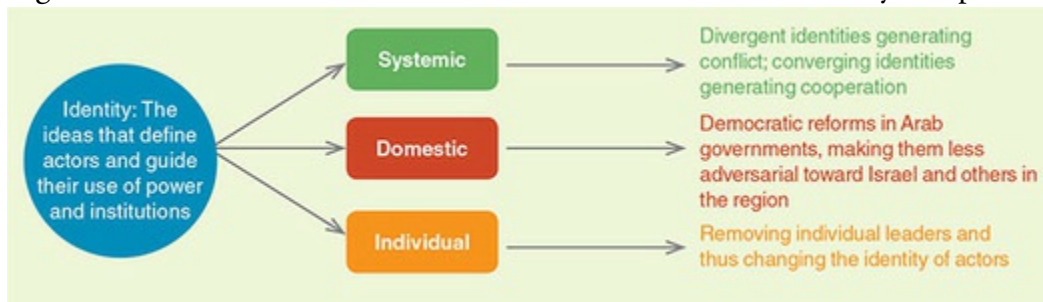 Identity: The
ideas that define
actors and guide
their use of power
and institutions
Systemic
Divergent identities generating
conflict; converging identities
generating cooperation
Domestic
Democratic reforms in Arab
governments, making them less
adversarial toward Israel and others in
the region
Individual
Removing individual leaders and
thus changing the identity of actors